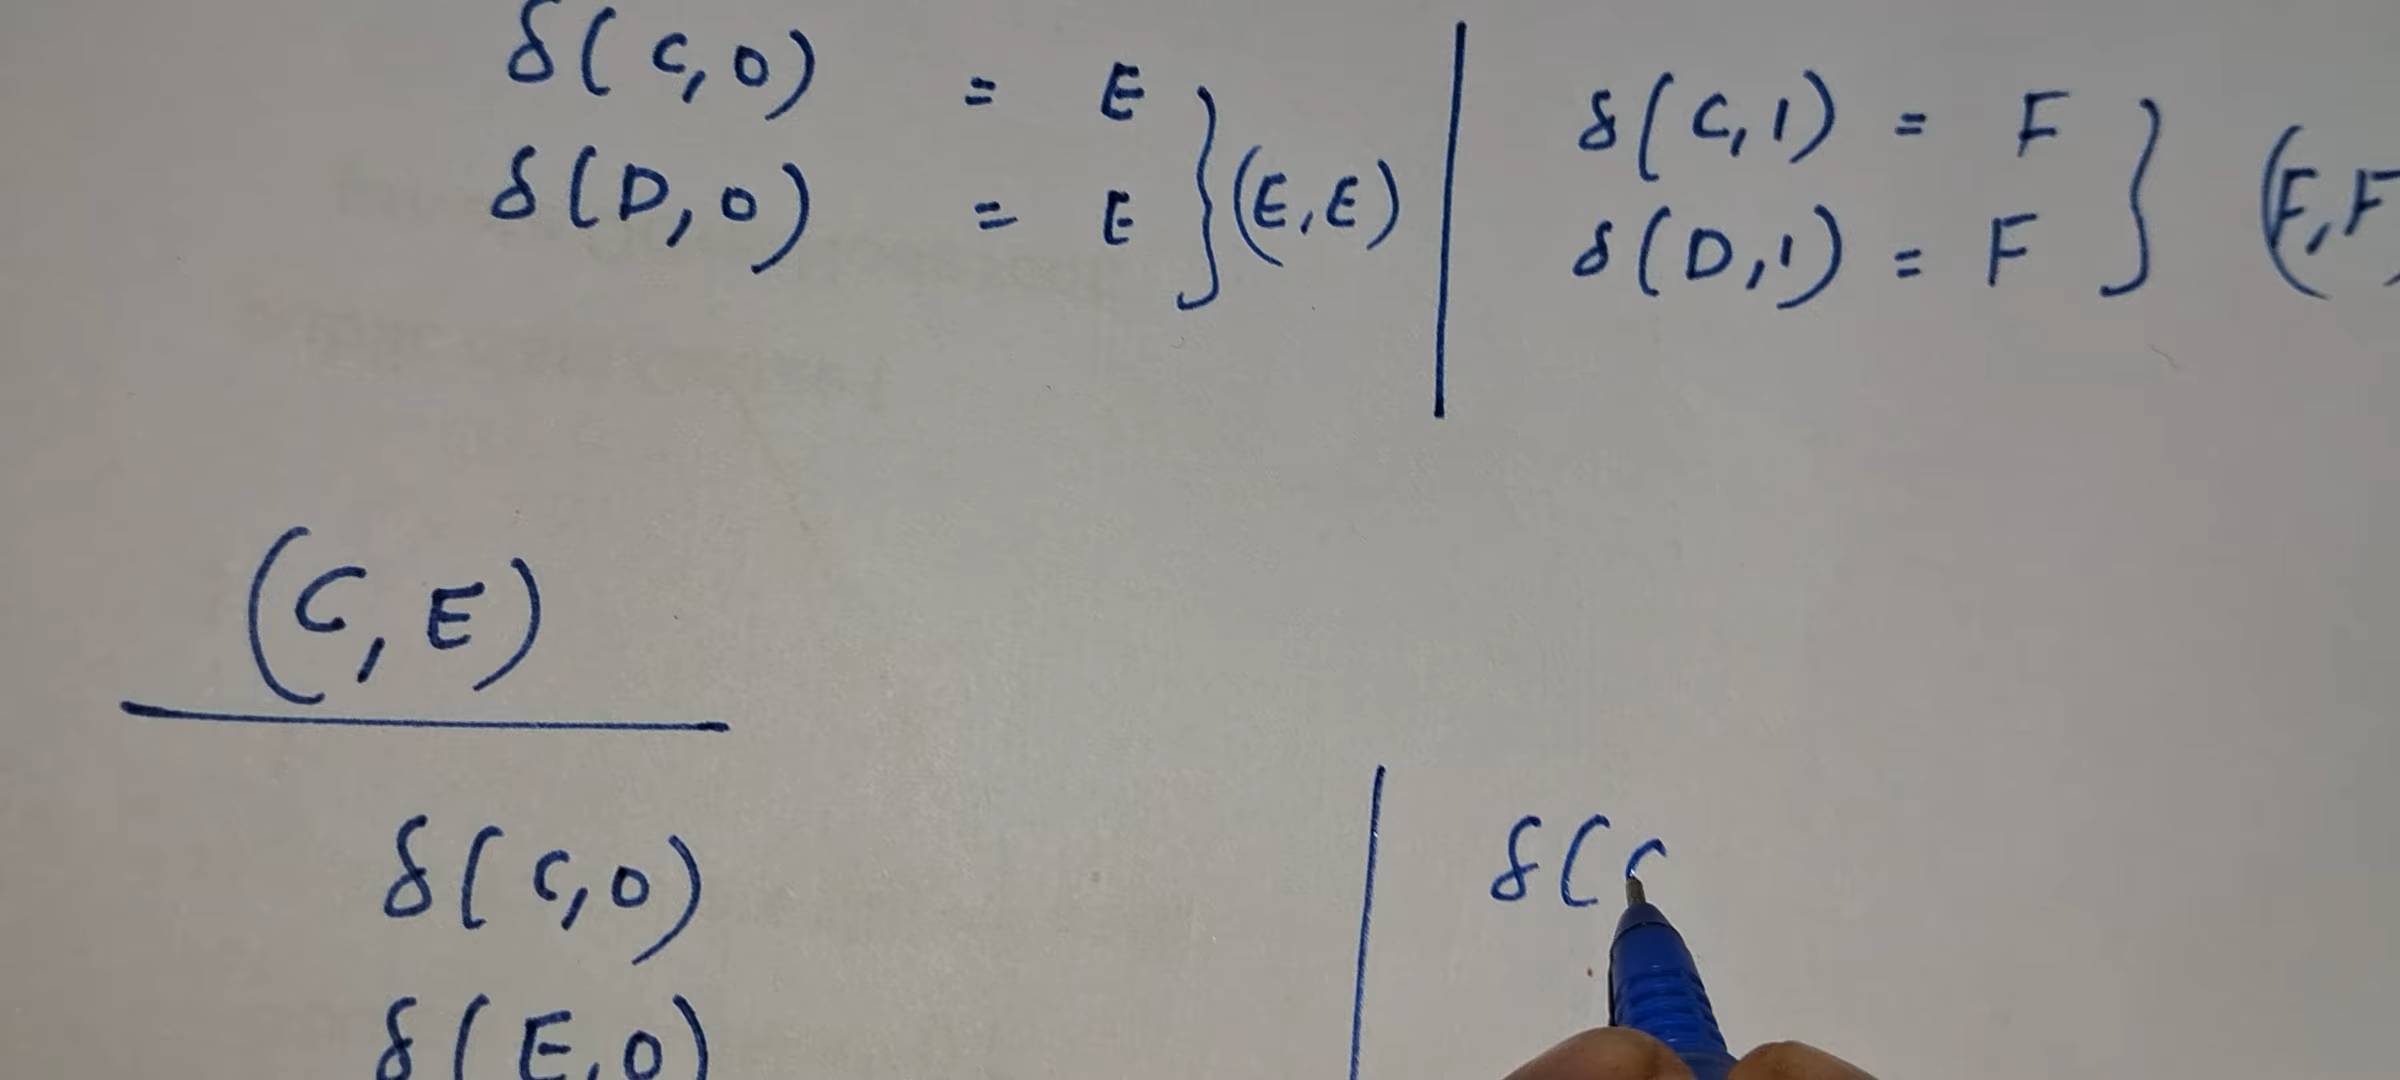 δ(C,0) = E
δ(D,0) = E } (E,E)
δ(C,1) = F
δ(D,1) = F } (F,F
(C,E)
δ(C,0)
δ(E,0)
δ(C